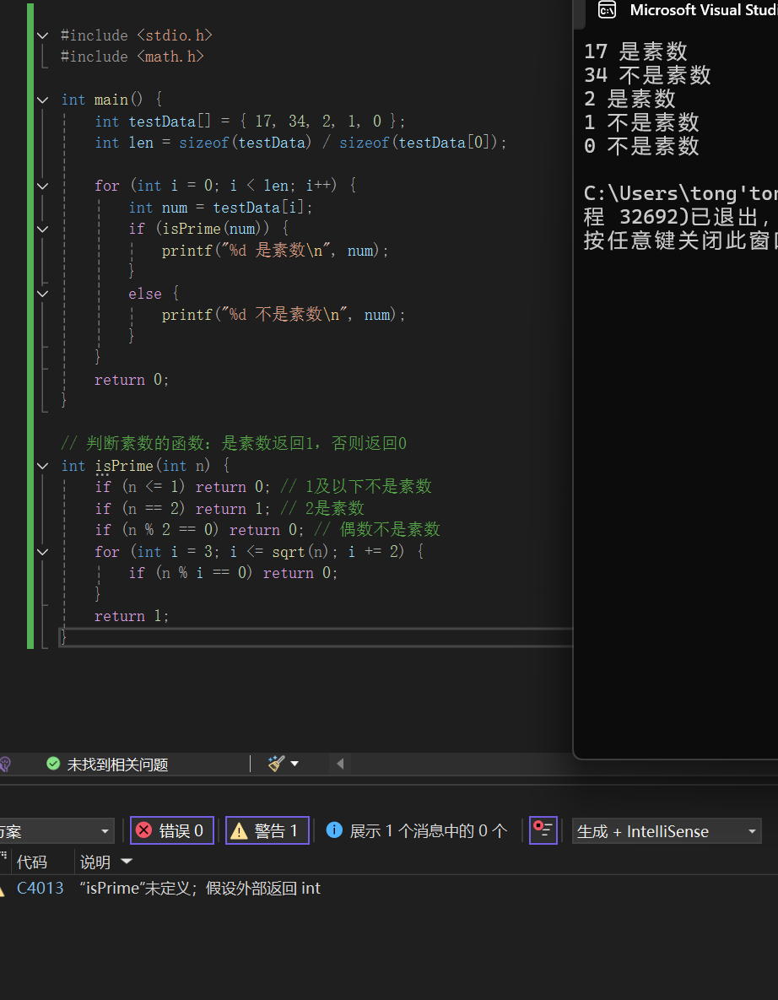 #include <stdio.h>
#include <math.h>
int main() {
int testData[] = { 17, 34, 2, 1, 0 };
int len = sizeof(testData) / sizeof(testData[0]);
for (int i = 0; i < len; i++) {
int num = testData[i];
if (isPrime(num)) {
printf("%d 是素数\n", num);
}
else {
printf("%d 不是素数\n", num);
}
}
return 0;
}
// 判断素数的函数：是素数返回1，否则返回0
int isPrime(int n) {
if (n <= 1) return 0; // 1及以下不是素数
if (n == 2) return 1; // 2是素数
if (n % 2 == 0) return 0; // 偶数不是素数
for (int i = 3; i <= sqrt(n); i += 2) {
if (n % i == 0) return 0;
}
return 1;
}
Microsoft Visual Studi
17 是素数
34 不是素数
2 是素数
1 不是素数
0 不是素数
C:\Users\tong'ton
程 32692)已退出，
按任意键关闭此窗口
未找到相关问题
方案 错误 0 警告 1 展示 1 个消息中的 0 个 生成 + IntelliSense
代码 说明
C4013 “isPrime”未定义；假设外部返回 int